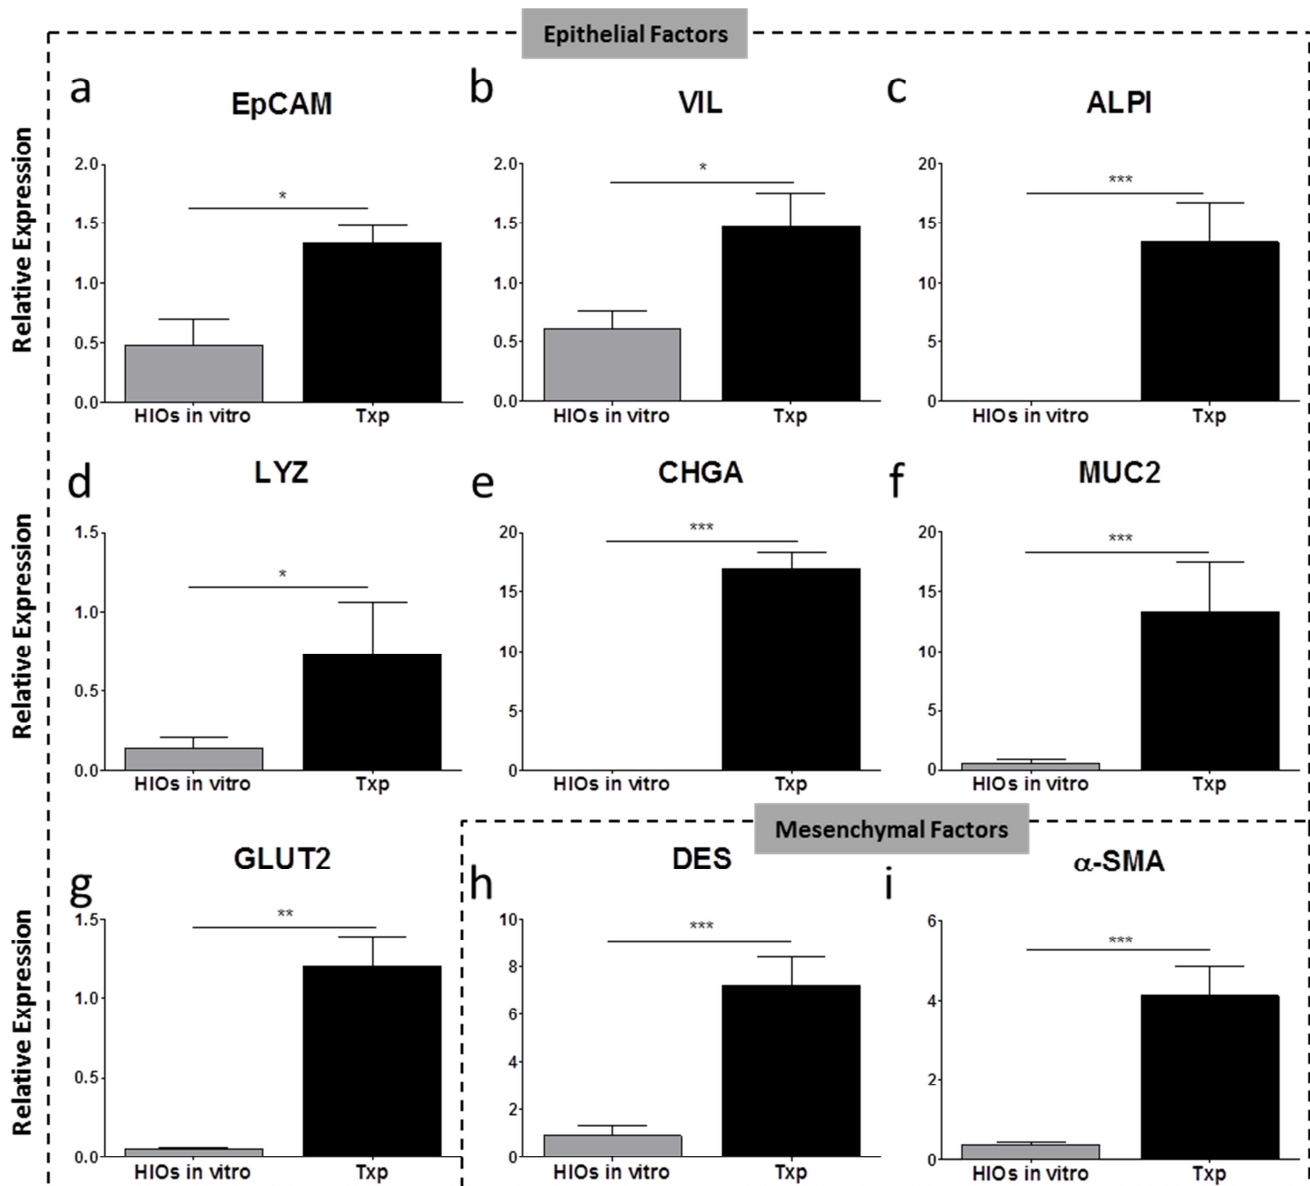 Epithelial Factors
a
EpCAM
Relative Expression
2.0
1.5
1.0
0.5
0.0
*
HIOs in vitro
Txp
b
VIL
2.0
1.5
1.0
0.5
0.0
*
HIOs in vitro
Txp
c
ALPI
20
15
10
5
0
***
HIOs in vitro
Txp
d
LYZ
Relative Expression
1.5
1.0
0.5
0.0
*
HIOs in vitro
Txp
e
CHGA
20
15
10
5
0
***
HIOs in vitro
Txp
f
MUC2
20
15
10
5
0
***
HIOs in vitro
Txp
g
GLUT2
Relative Expression
1.5
1.0
0.5
0.0
**
HIOs in vitro
Txp
Mesenchymal Factors
h
DES
10
8
6
4
2
0
***
HIOs in vitro
Txp
i
α-SMA
6
4
2
0
***
HIOs in vitro
Txp